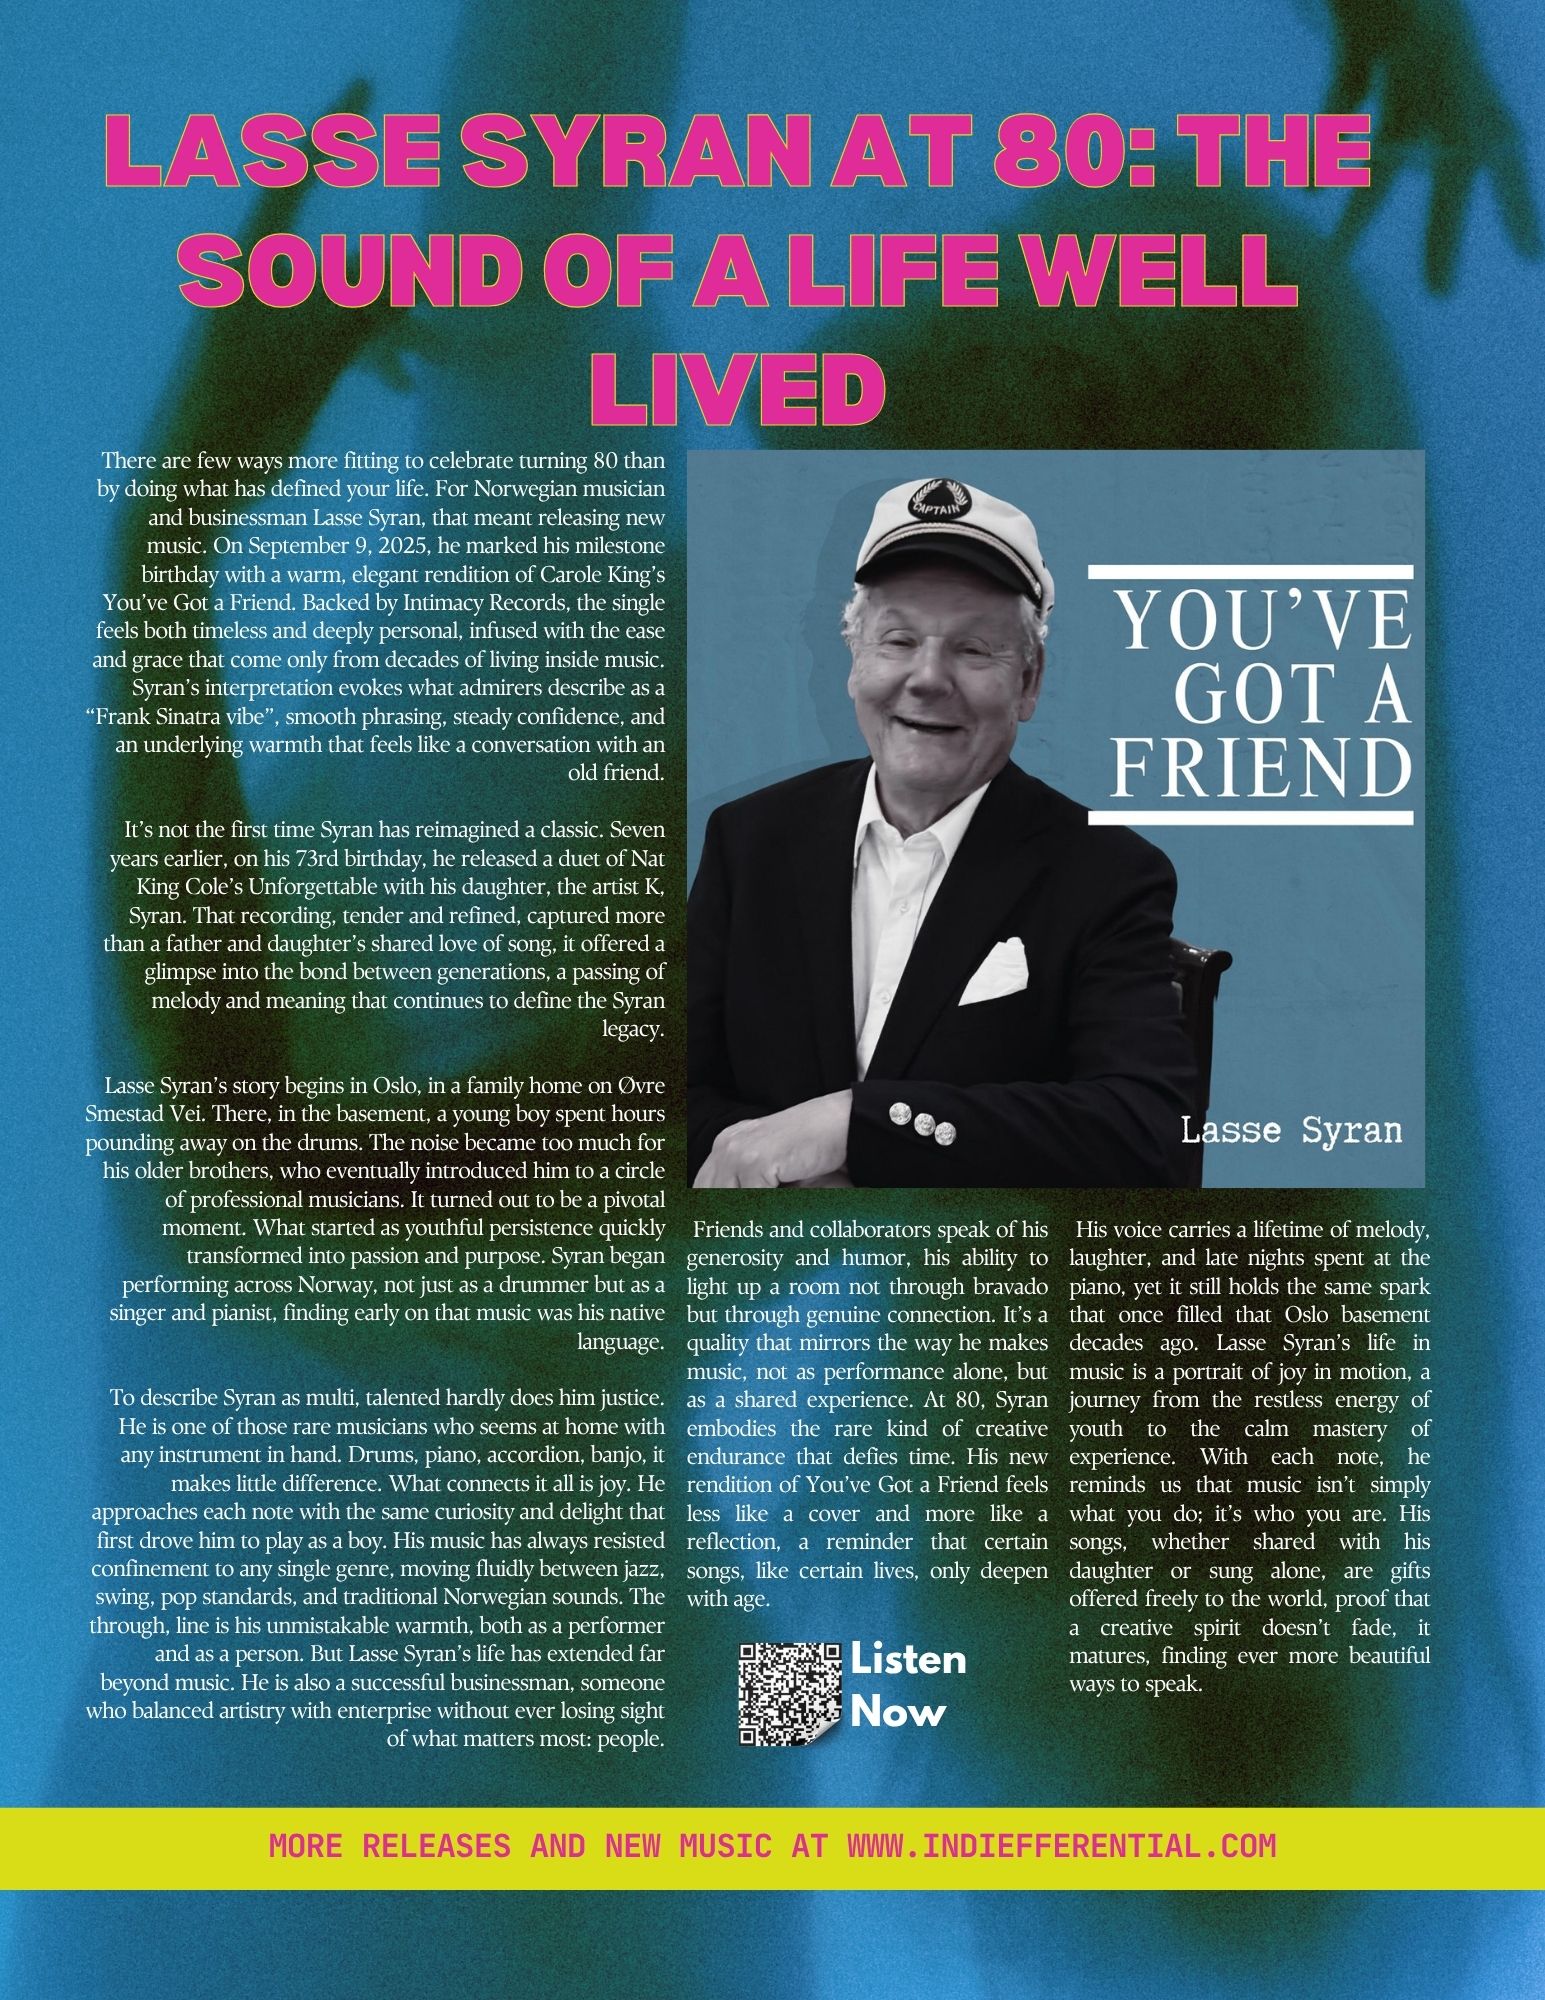 LASSE SYRAN AT 80: THE
SOUND OF A LIFE WELL
LIVED
There are few ways more fitting to celebrate turning 80 than
by doing what has defined your life. For Norwegian musician
and businessman Lasse Syran, that meant releasing new
music. On September 9, 2025, he marked his milestone
birthday with a warm, elegant rendition of Carole King’s
You’ve Got a Friend. Backed by Intimacy Records, the single
feels both timeless and deeply personal, infused with the ease
and grace that come only from decades of living inside music.
Syran’s interpretation evokes what admirers describe as a
“Frank Sinatra vibe”, smooth phrasing, steady confidence, and
an underlying warmth that feels like a conversation with an
old friend.
It’s not the first time Syran has reimagined a classic. Seven
years earlier, on his 73rd birthday, he released a duet of Nat
King Cole’s Unforgettable with his daughter, the artist K,
Syran. That recording, tender and refined, captured more
than a father and daughter’s shared love of song, it offered a
glimpse into the bond between generations, a passing of
melody and meaning that continues to define the Syran
legacy.
Lasse Syran’s story begins in Oslo, in a family home on Øvre
Smestad Vei. There, in the basement, a young boy spent hours
pounding away on the drums. The noise became too much for
his older brothers, who eventually introduced him to a circle
of professional musicians. It turned out to be a pivotal
moment. What started as youthful persistence quickly
transformed into passion and purpose. Syran began
performing across Norway, not just as a drummer but as a
singer and pianist, finding early on that music was his native
language.
To describe Syran as multi, talented hardly does him justice.
He is one of those rare musicians who seems at home with
any instrument in hand. Drums, piano, accordion, banjo, it
makes little difference. What connects it all is joy. He
approaches each note with the same curiosity and delight that
first drove him to play as a boy. His music has always resisted
confinement to any single genre, moving fluidly between jazz,
swing, pop standards, and traditional Norwegian sounds. The
through, line is his unmistakable warmth, both as a performer
and as a person. But Lasse Syran’s life has extended far
beyond music. He is also a successful businessman, someone
who balanced artistry with enterprise without ever losing sight
of what matters most: people.
CAPTAIN
YOU’VE
GOT A
FRIEND
Lasse Syran
Friends and collaborators speak of his
generosity and humor, his ability to
light up a room not through bravado
but through genuine connection. It’s a
quality that mirrors the way he makes
music, not as performance alone, but
as a shared experience. At 80, Syran
embodies the rare kind of creative
endurance that defies time. His new
rendition of You’ve Got a Friend feels
less like a cover and more like a
reflection, a reminder that certain
songs, like certain lives, only deepen
with age.
Listen
Now
His voice carries a lifetime of melody,
laughter, and late nights spent at the
piano, yet it still holds the same spark
that once filled that Oslo basement
decades ago. Lasse Syran’s life in
music is a portrait of joy in motion, a
journey from the restless energy of
youth to the calm mastery of
experience. With each note, he
reminds us that music isn’t simply
what you do; it’s who you are. His
songs, whether shared with his
daughter or sung alone, are gifts
offered freely to the world, proof that
a creative spirit doesn’t fade, it
matures, finding ever more beautiful
ways to speak.
MORE RELEASES AND NEW MUSIC AT WWW.INDIEFFERENTIAL.COM